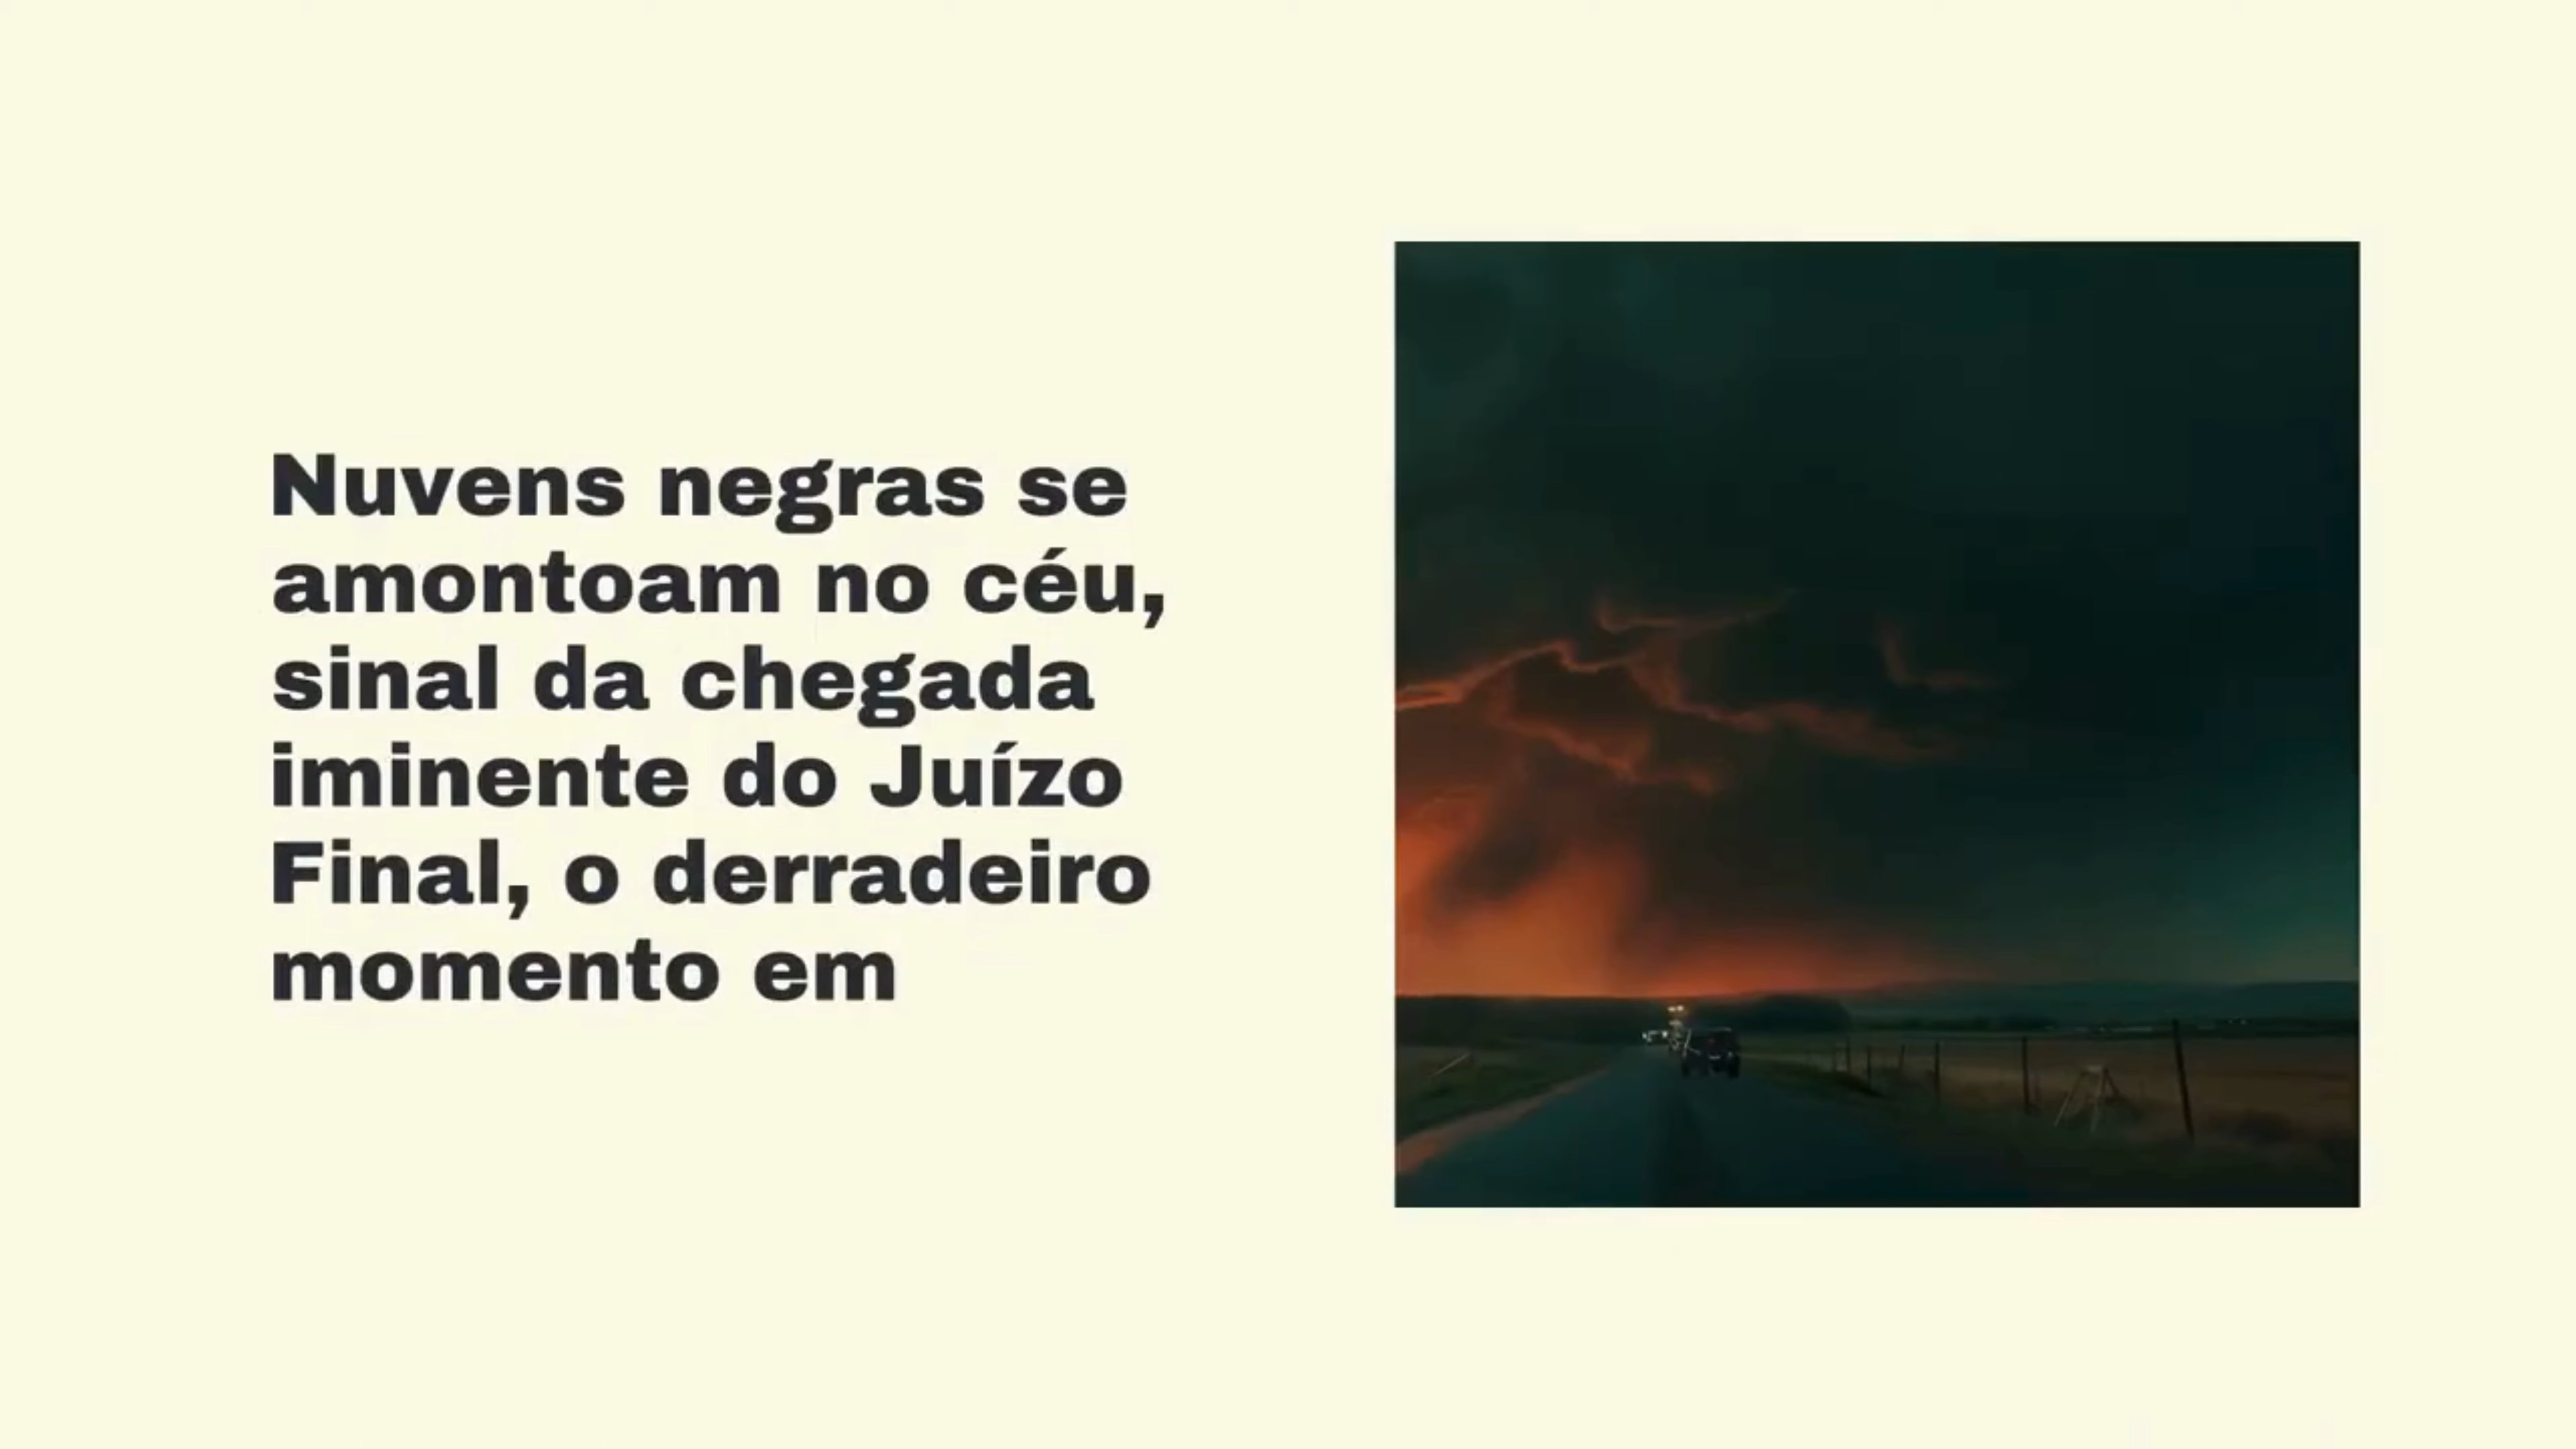 Nuvens negras se
amontoam no céu,
sinal da chegada
iminente do Juízo
Final, o derradeiro
momento em